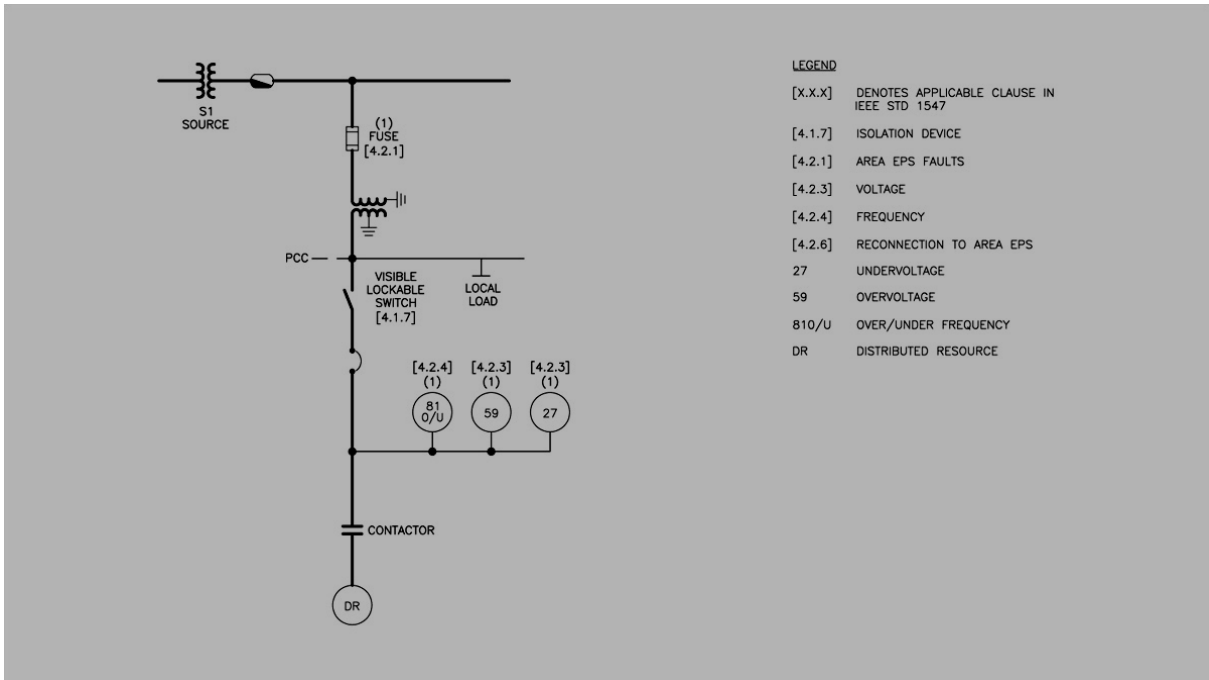 S1
SOURCE
(1)
FUSE
[4.2.1]
PCC
VISIBLE
LOCKABLE
SWITCH
[4.1.7]
LOCAL
LOAD
[4.2.4]
(1)
81
O/U
[4.2.3]
(1)
59
[4.2.3]
(1)
27
CONTACTOR
DR
LEGEND
[X.X.X] DENOTES APPLICABLE CLAUSE IN
IEEE STD 1547
[4.1.7] ISOLATION DEVICE
[4.2.1] AREA EPS FAULTS
[4.2.3] VOLTAGE
[4.2.4] FREQUENCY
[4.2.6] RECONNECTION TO AREA EPS
27 UNDERVOLTAGE
59 OVERVOLTAGE
810/U OVER/UNDER FREQUENCY
DR DISTRIBUTED RESOURCE